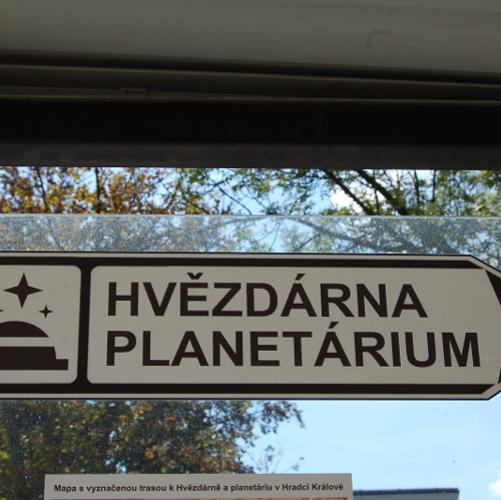 HVĚZDÁRNA
PLANETÁRIUM
Mapa s vyznačenou trasou k Hvězdárně a planetáriu v Hradci Králové